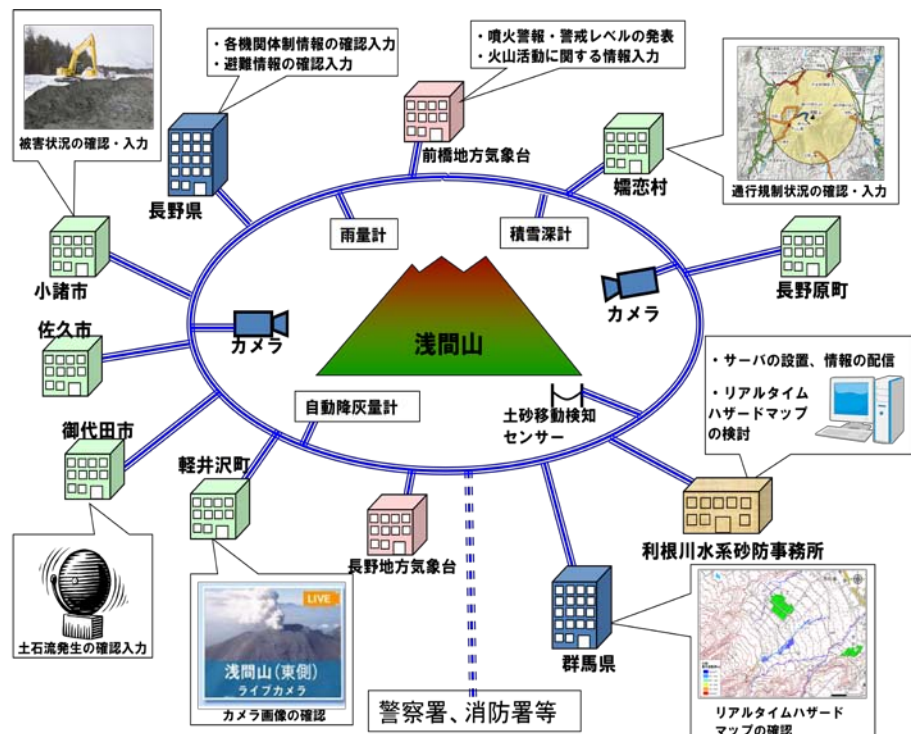 ・各機関体制情報の確認入力
・避難情報の確認入力
・噴火警報・警戒レベルの発表
・火山活動に関する情報入力
被害状況の確認・入力
長野県
前橋地方気象台
嬬恋村
通行規制状況の確認・入力
雨量計
積雪深計
小諸市
カメラ
長野原町
佐久市
カメラ
浅間山
・サーバの設置、情報の配信
・リアルタイム
ハザードマップ
の検討
自動降灰量計
土砂移動検知
センサー
御代田市
軽井沢町
長野地方気象台
利根川水系砂防事務所
土石流発生の確認入力
LIVE
浅間山(東側)
ライブカメラ
カメラ画像の確認
群馬県
警察署、消防署等
リアルタイムハザード
マップの確認